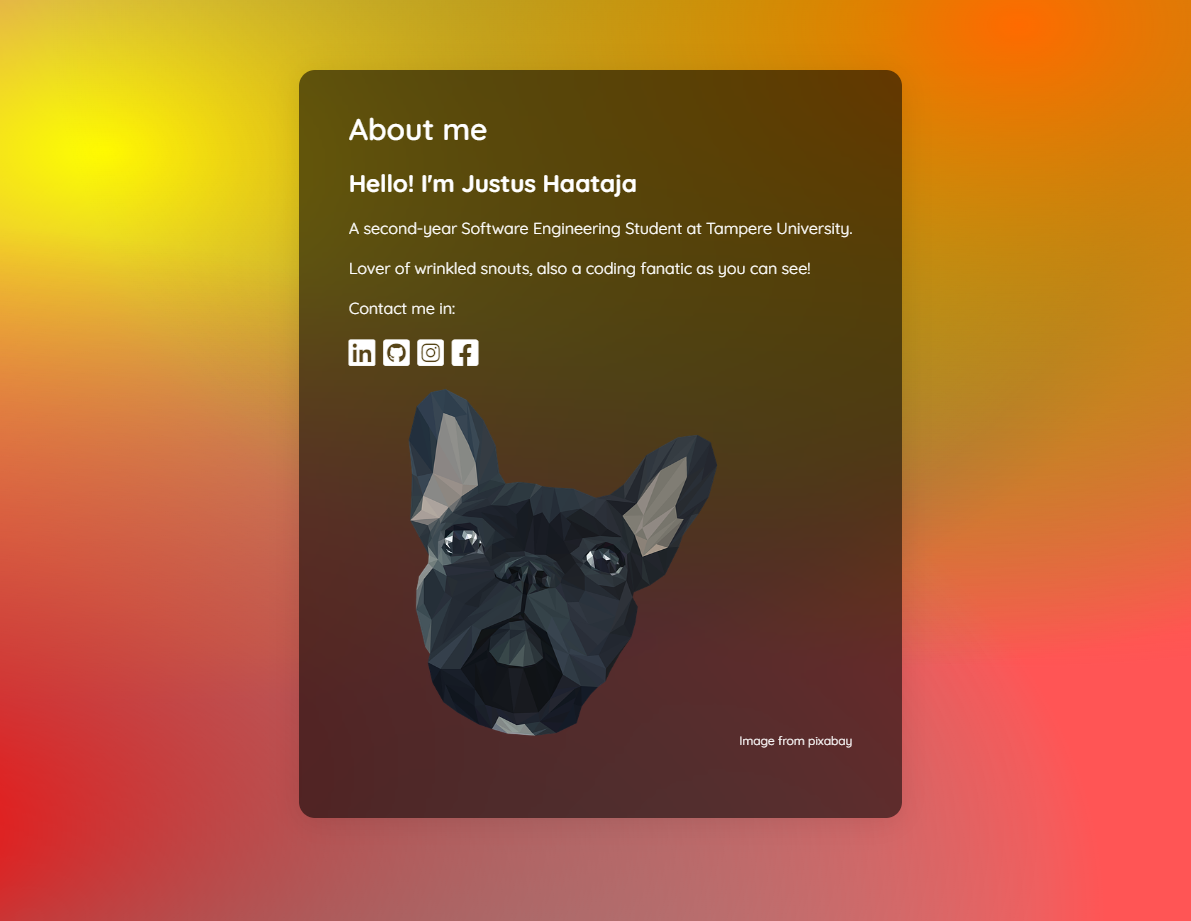 About me
Hello! I'm Justus Haataja
A second-year Software Engineering Student at Tampere University.
Lover of wrinkled snouts, also a coding fanatic as you can see!
Contact me in:
Image from pixabay